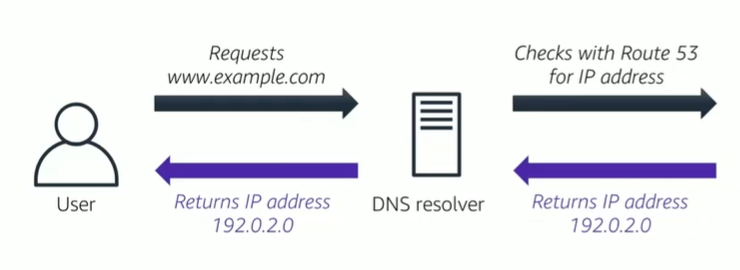 Requests
www.example.com
Checks with Route 53
for IP address
User
Returns IP address
192.0.2.0
DNS resolver
Returns IP address
192.0.2.0